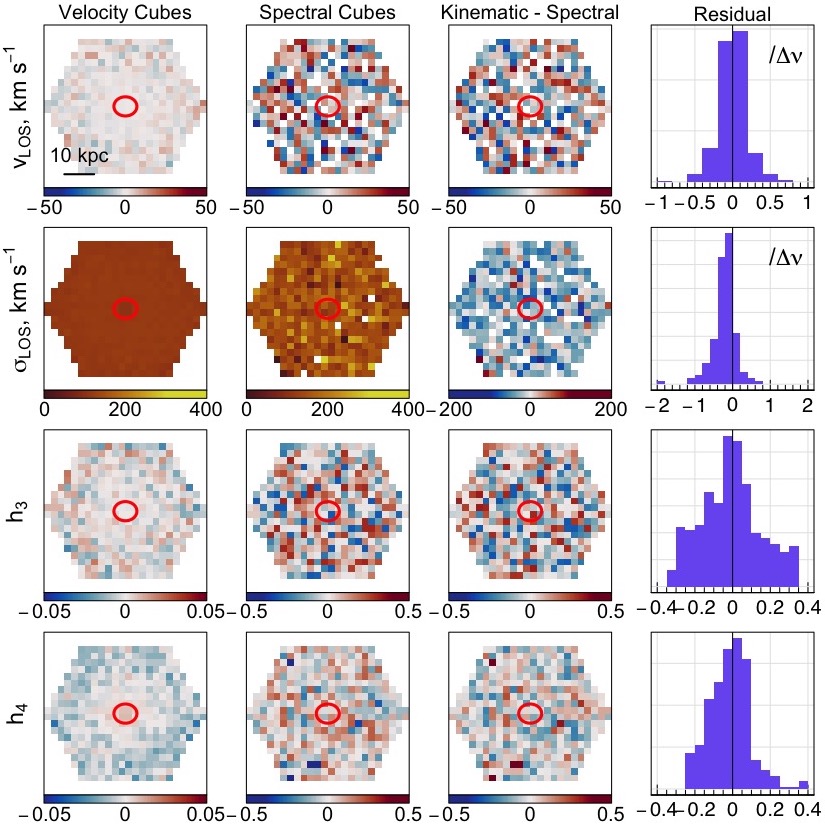 Velocity Cubes Spectral Cubes Kinematic - Spectral Residual
v_LOS, km s⁻¹ 10 kpc /Δν
−50 0 50 −50 0 50 −50 0 50 −1 −0.5 0 0.5 1
σ_LOS, km s⁻¹ /Δν
0 200 400 0 200 400 −200 0 200 −2 −1 0 1 2
h₃
−0.05 0 0.05 −0.5 0 0.5 −0.5 0 0.5 −0.4 −0.2 0 0.2 0.4
h₄
−0.05 0 0.05 −0.5 0 0.5 −0.5 0 0.5 −0.4 −0.2 0 0.2 0.4